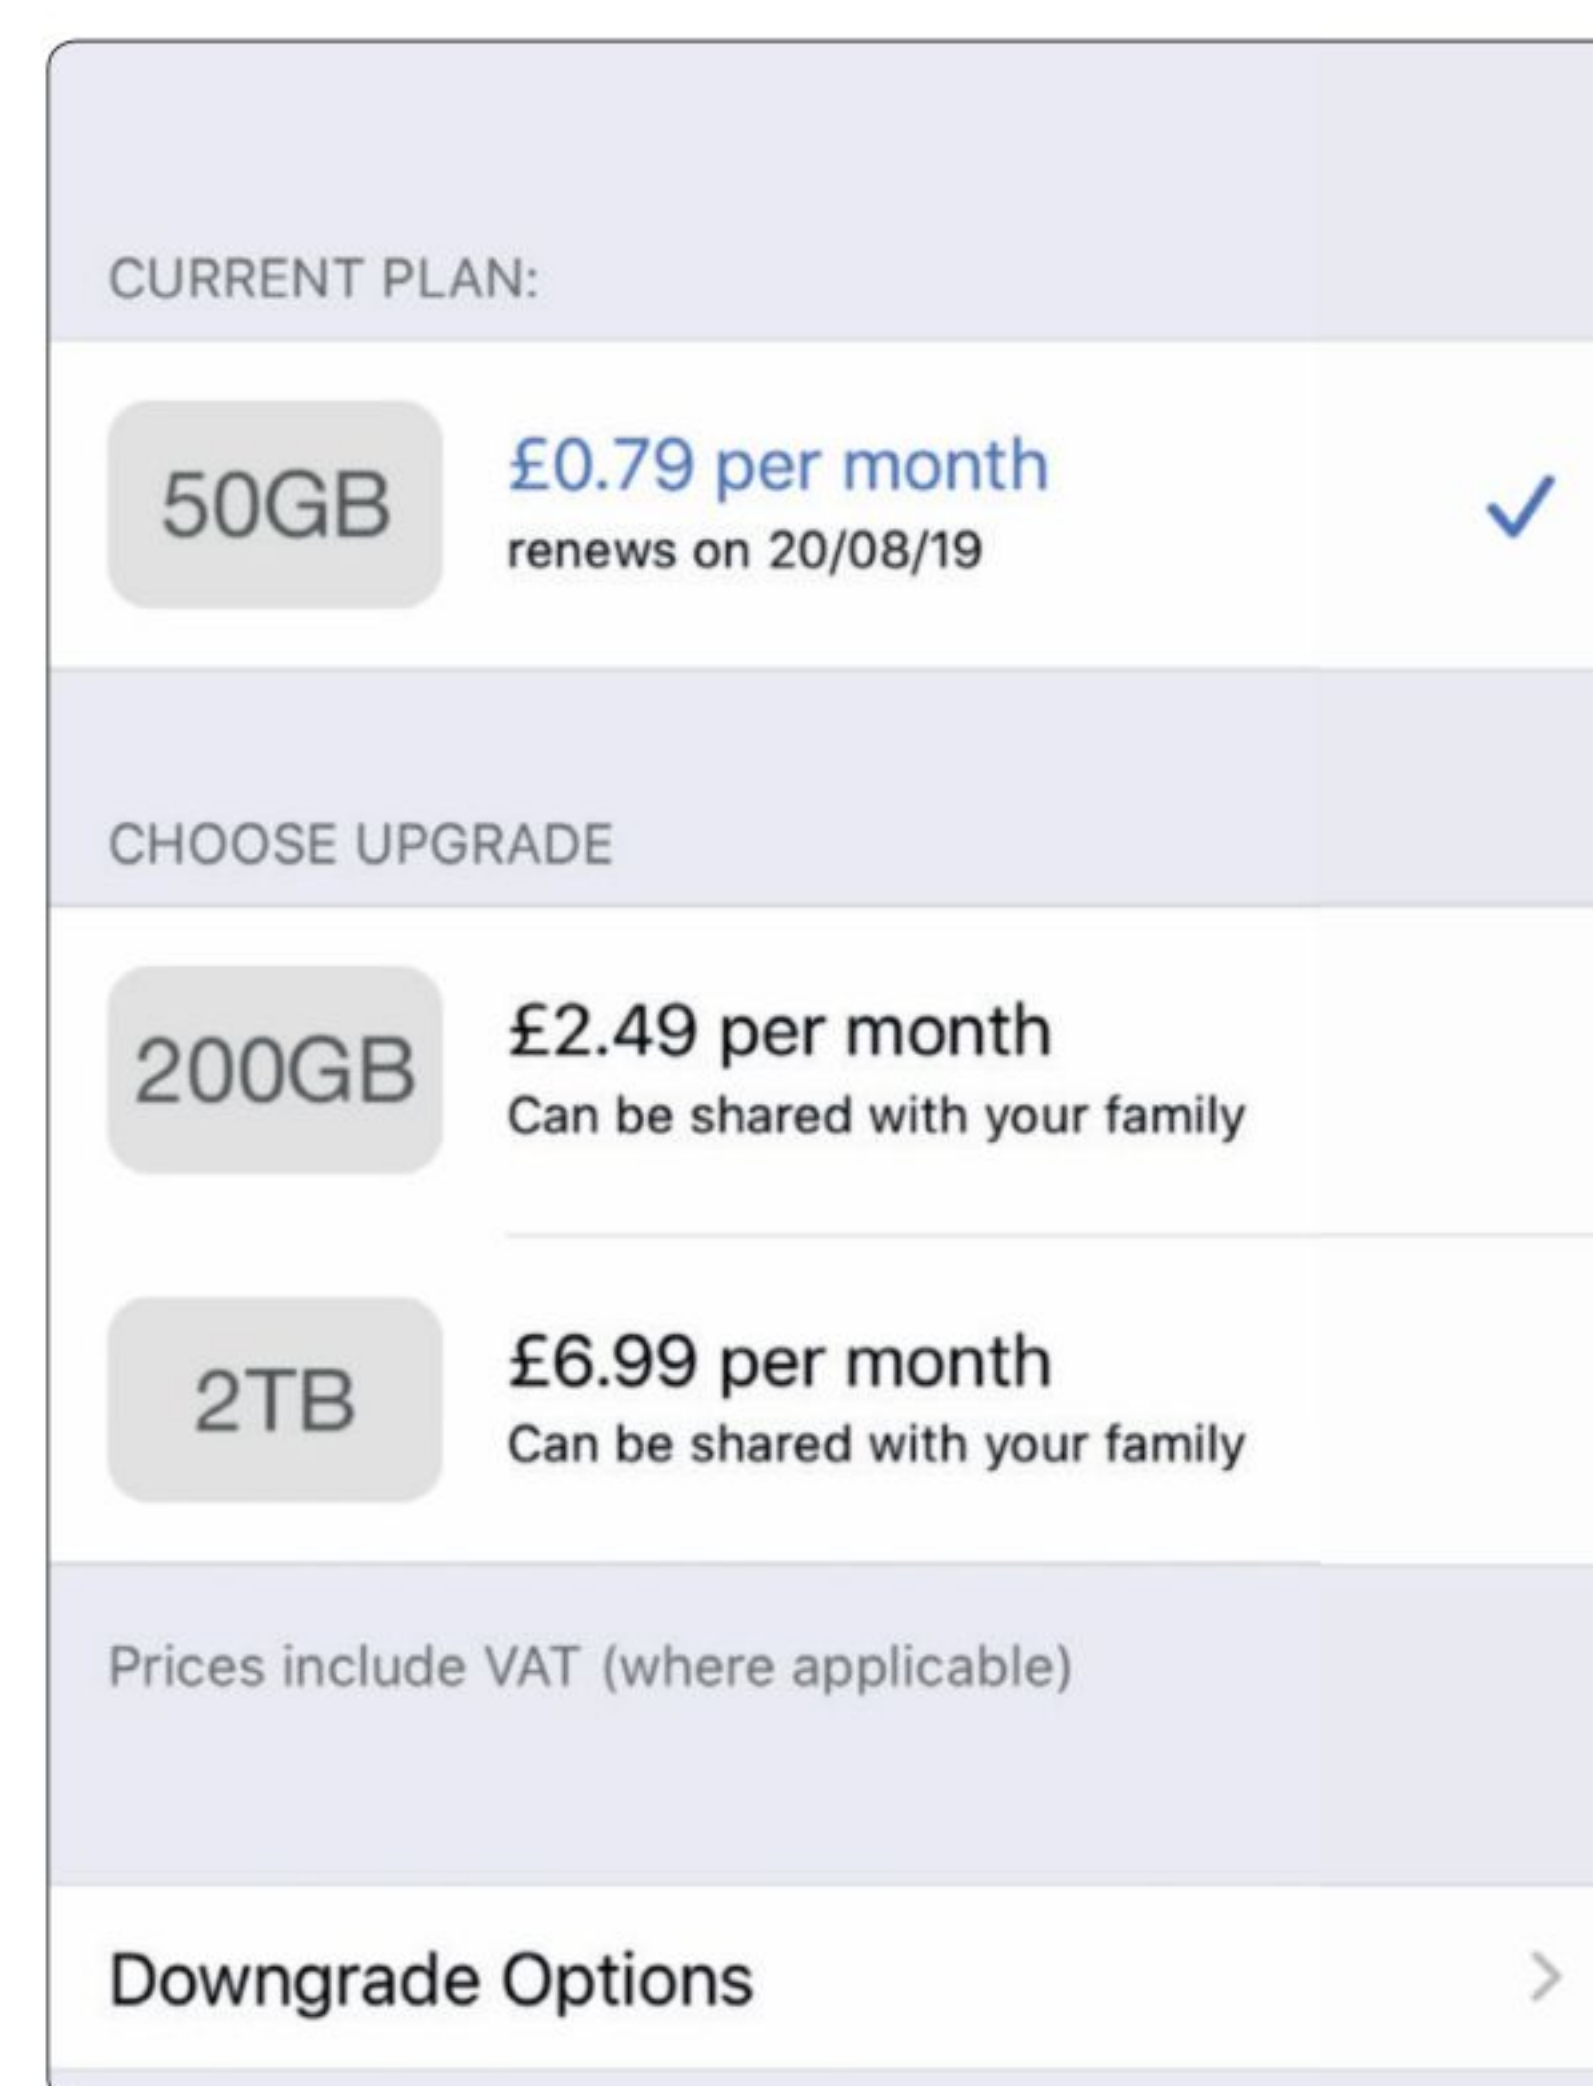 CURRENT PLAN:
50GB
£0.79 per month
renews on 20/08/19
CHOOSE UPGRADE
200GB
£2.49 per month
Can be shared with your family
2TB
£6.99 per month
Can be shared with your family
Prices include VAT (where applicable)
Downgrade Options